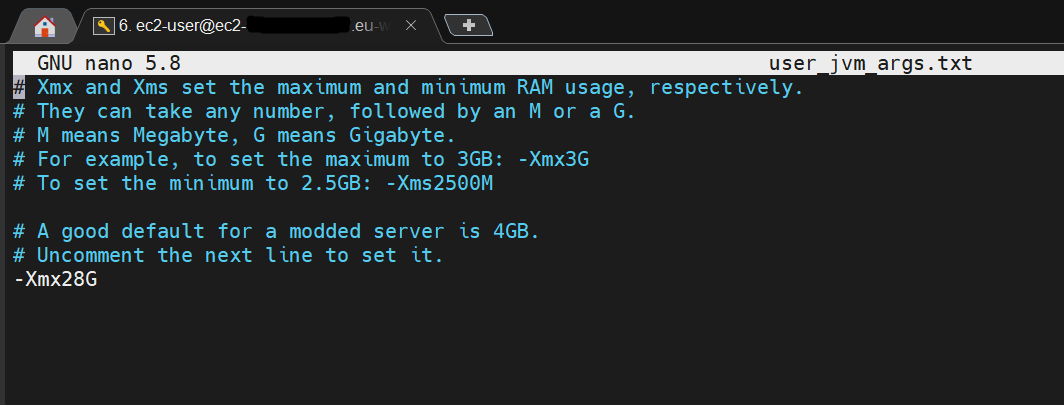 6. ec2-user@ec2- .eu-w
GNU nano 5.8 user_jvm_args.txt
# Xmx and Xms set the maximum and minimum RAM usage, respectively.
# They can take any number, followed by an M or a G.
# M means Megabyte, G means Gigabyte.
# For example, to set the maximum to 3GB: -Xmx3G
# To set the minimum to 2.5GB: -Xms2500M
# A good default for a modded server is 4GB.
# Uncomment the next line to set it.
-Xmx28G